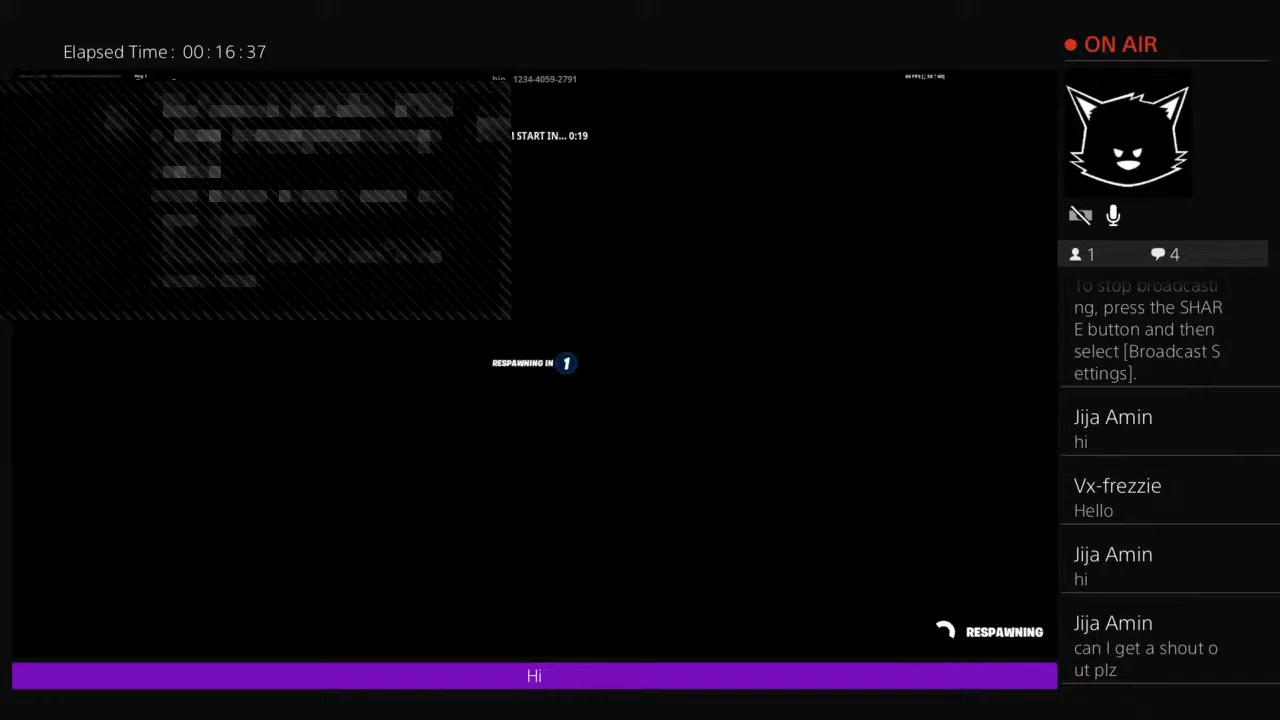 Elapsed Time: 00:16:37
ON AIR
1234-4059-2791
START IN... 0:19
1
4
To stop broadcasti
ng, press the SHAR
E button and then
select [Broadcast S
ettings].
RESPAWNING IN 1
Jija Amin
hi
Vx-frezzie
Hello
Jija Amin
hi
Jija Amin
can I get a shout o
ut plz
RESPAWNING
Hi